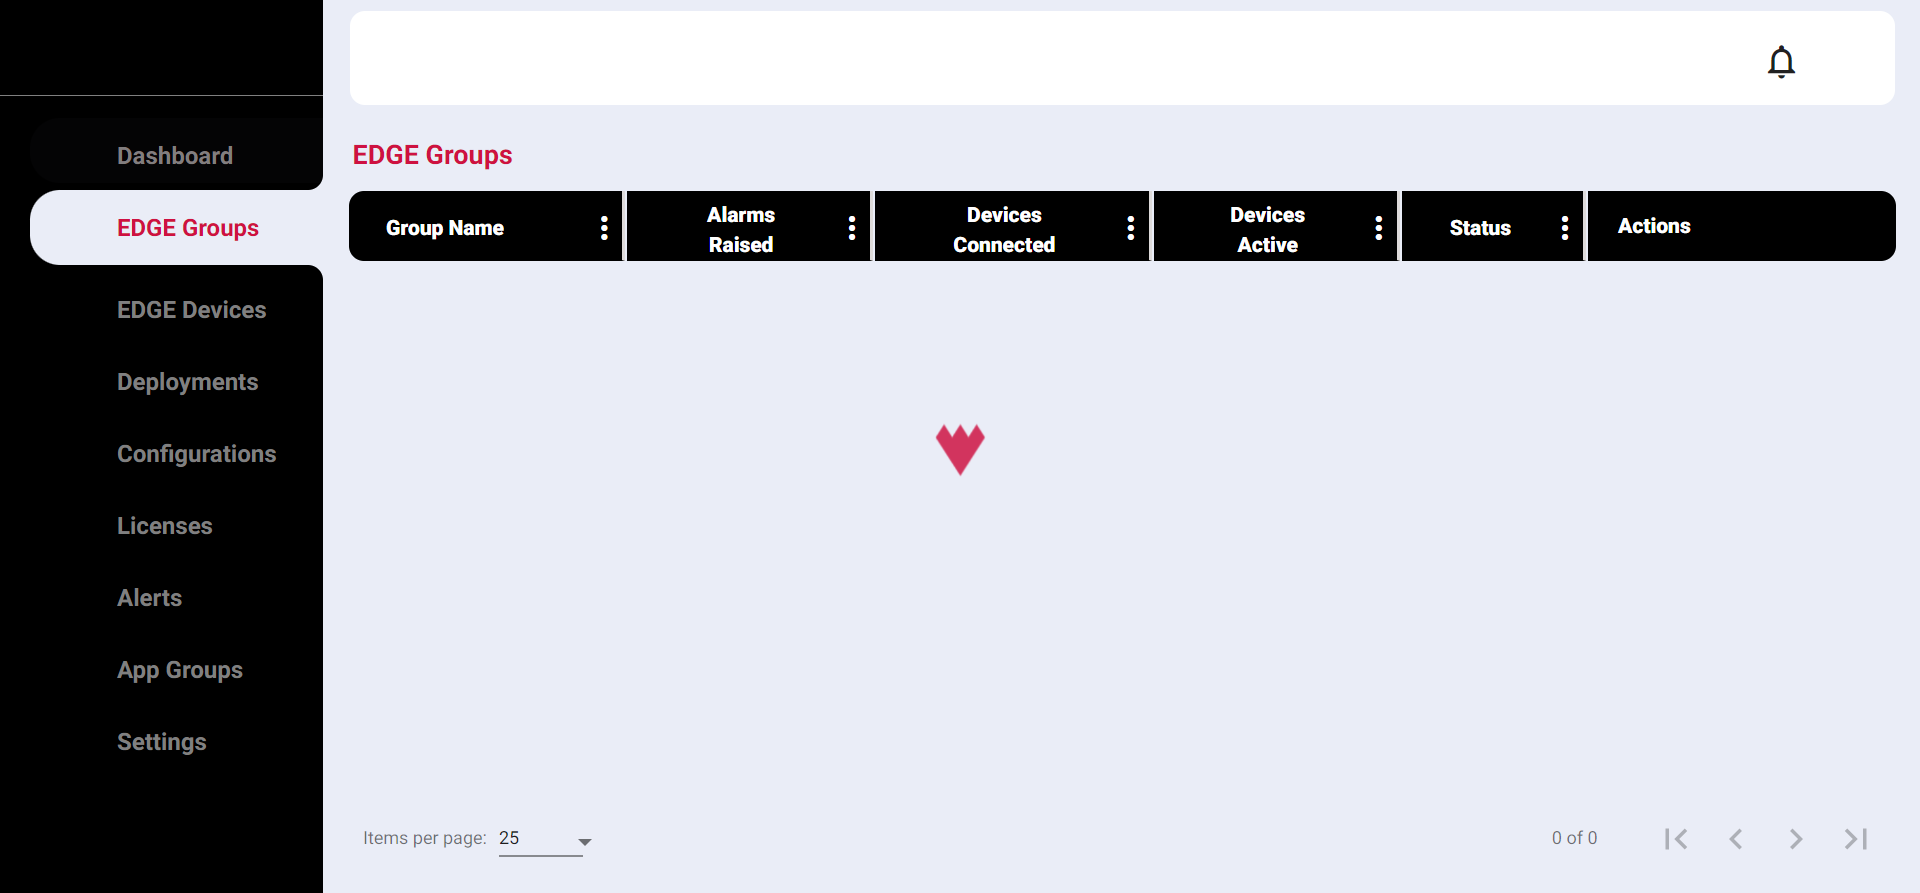 Dashboard
EDGE Groups
EDGE Devices
Deployments
Configurations
Licenses
Alerts
App Groups
Settings
EDGE Groups
Group Name
Alarms
Raised
Devices
Connected
Devices
Active
Status
Actions
Items per page: 25
0 of 0